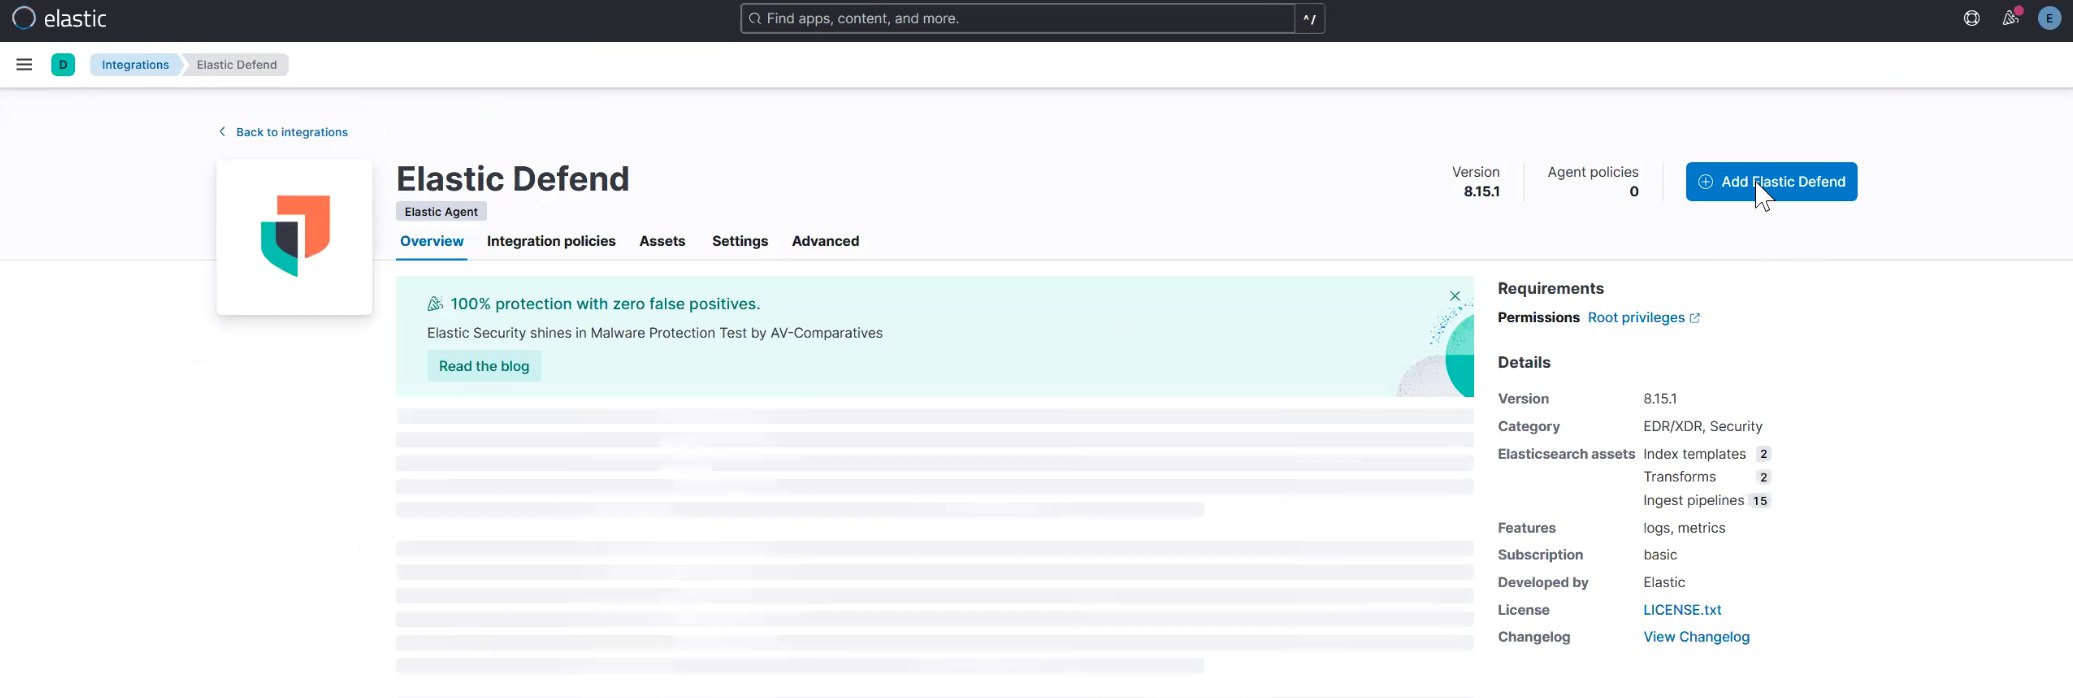 elastic
Find apps, content, and more.
^/
E
D
Integrations
Elastic Defend
Back to integrations
Elastic Defend
Elastic Agent
Version
8.15.1
Agent policies
0
Add Elastic Defend
Overview
Integration policies
Assets
Settings
Advanced
100% protection with zero false positives.
Elastic Security shines in Malware Protection Test by AV-Comparatives
Read the blog
Requirements
Permissions Root privileges
Details
Version 8.15.1
Category EDR/XDR, Security
Elasticsearch assets Index templates 2
Transforms 2
Ingest pipelines 15
Features logs, metrics
Subscription basic
Developed by Elastic
License LICENSE.txt
Changelog View Changelog